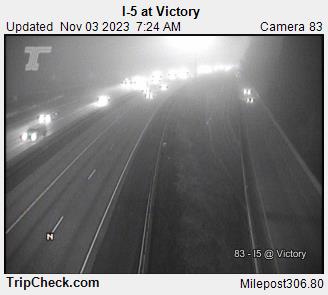 I-5 at Victory
Updated  Nov 03 2023  7:24 AM
Camera 83
T
N
83 - I5 @ Victory
TripCheck.com
Milepost306.80